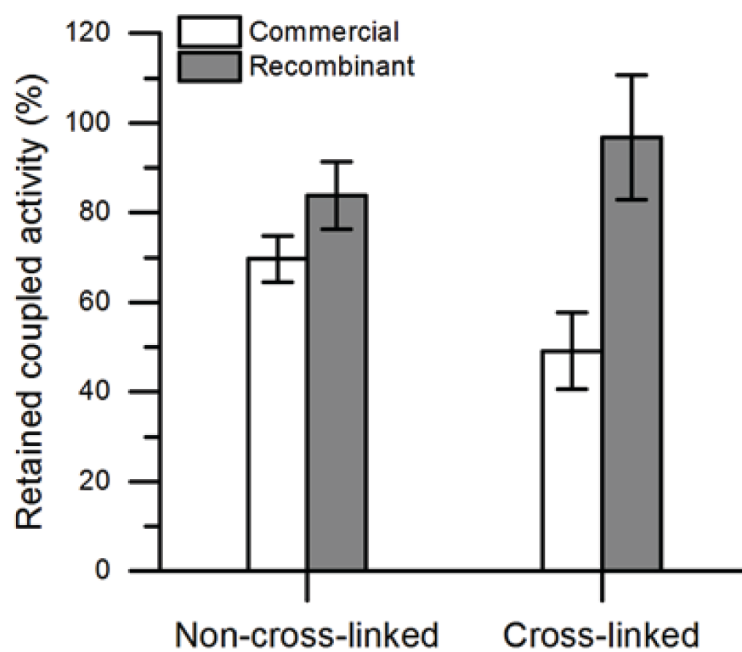 Commercial
Recombinant
Retained coupled activity (%)
120
100
80
60
40
20
0
Non-cross-linked
Cross-linked